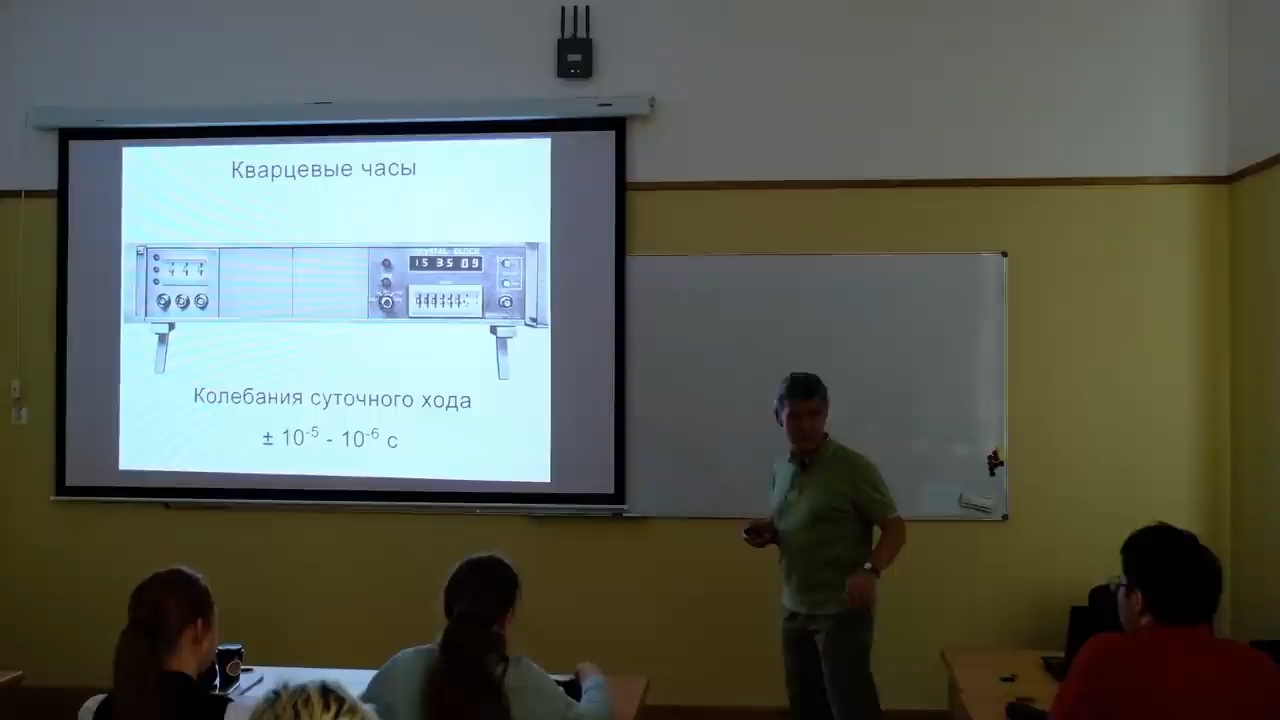 Кварцевые часы
CRYSTAL CLOCK
15 35 09
Колебания суточного хода
± 10⁻⁵ - 10⁻⁶ с